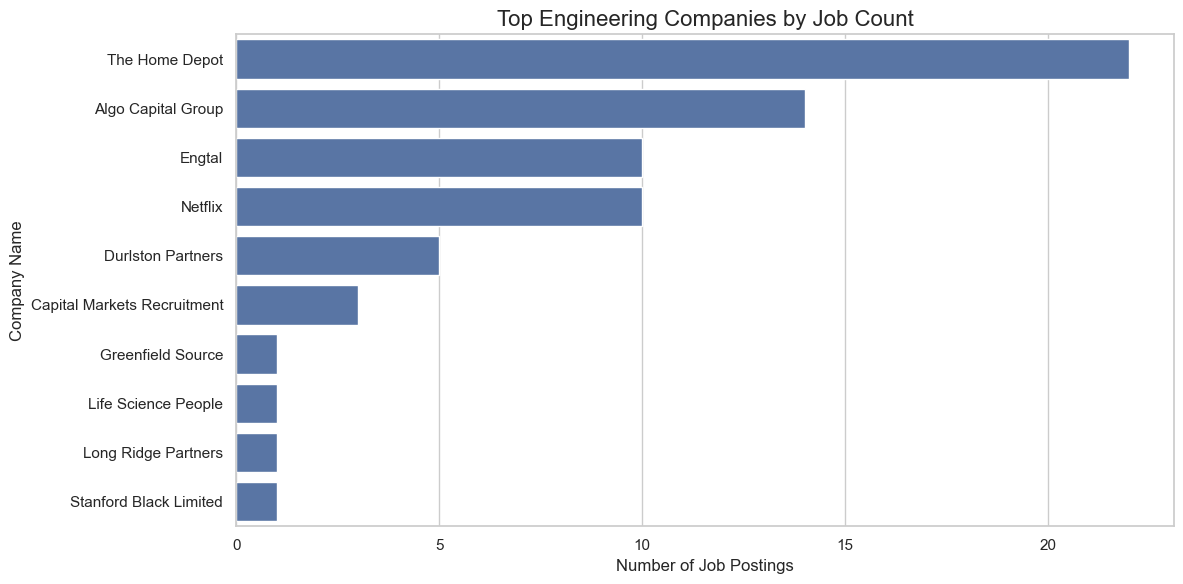 Top Engineering Companies by Job Count
Company Name
The Home Depot
Algo Capital Group
Engtal
Netflix
Durlston Partners
Capital Markets Recruitment
Greenfield Source
Life Science People
Long Ridge Partners
Stanford Black Limited
0 5 10 15 20
Number of Job Postings